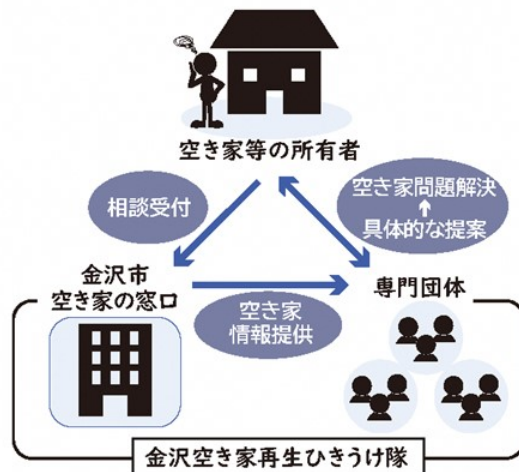 空き家等の所有者
相談受付
空き家問題解決
具体的な提案
金沢市
空き家の窓口
空き家
情報提供
専門団体
金沢空き家再生ひきうけ隊